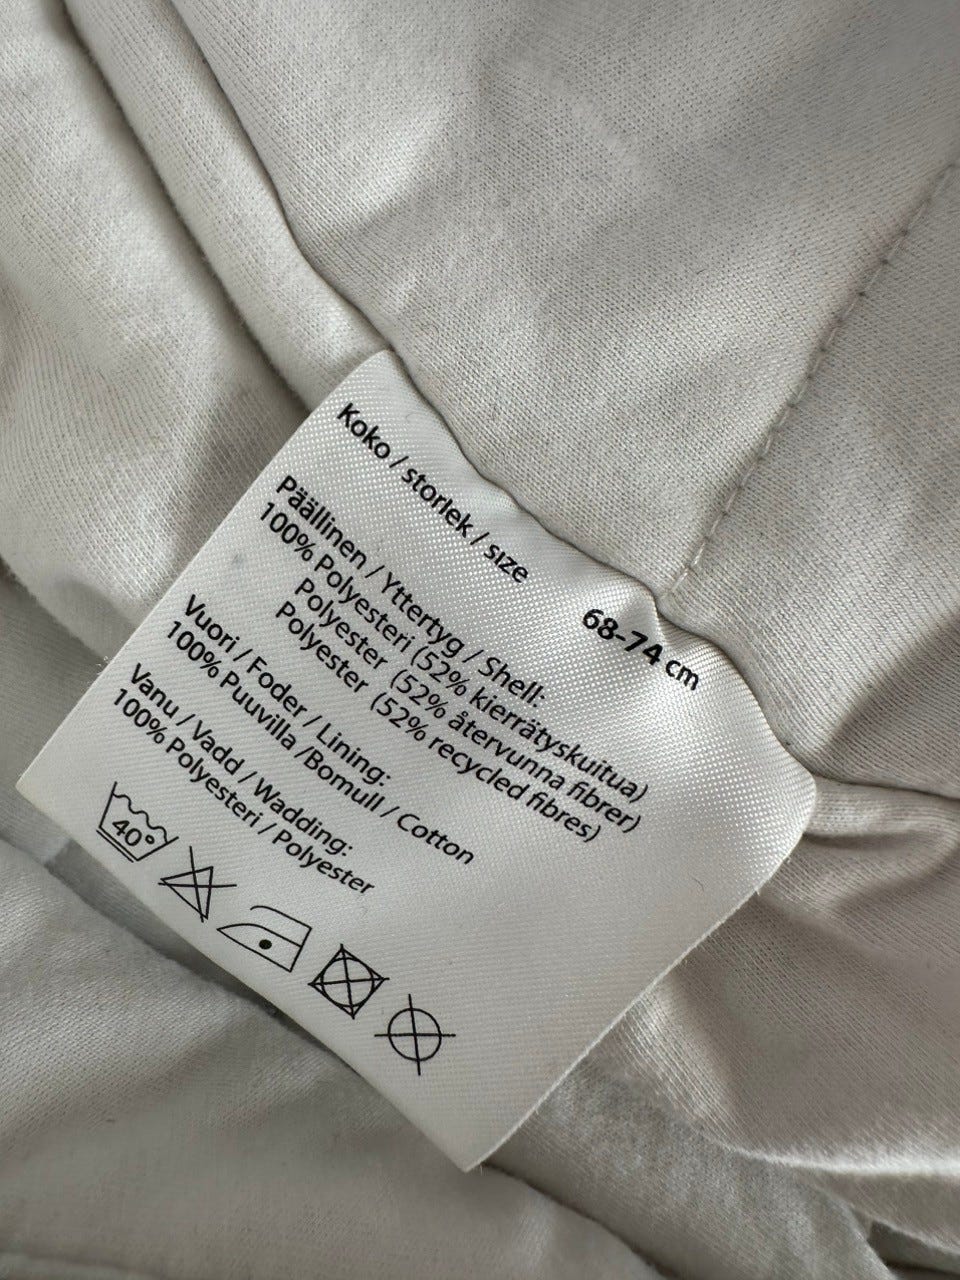 Koko / storlek / size 68-74 cm
Päällinen / Yttertyg / Shell:
100% Polyesteri (52% kierrätyskuitua)
Polyester (52% återvunna fibrer)
Polyester (52% recycled fibres)
Vuori / Foder / Lining:
100% Puuvilla /Bomull / Cotton
Vanu / Vadd / Wadding:
100% Polyesteri / Polyester
40°